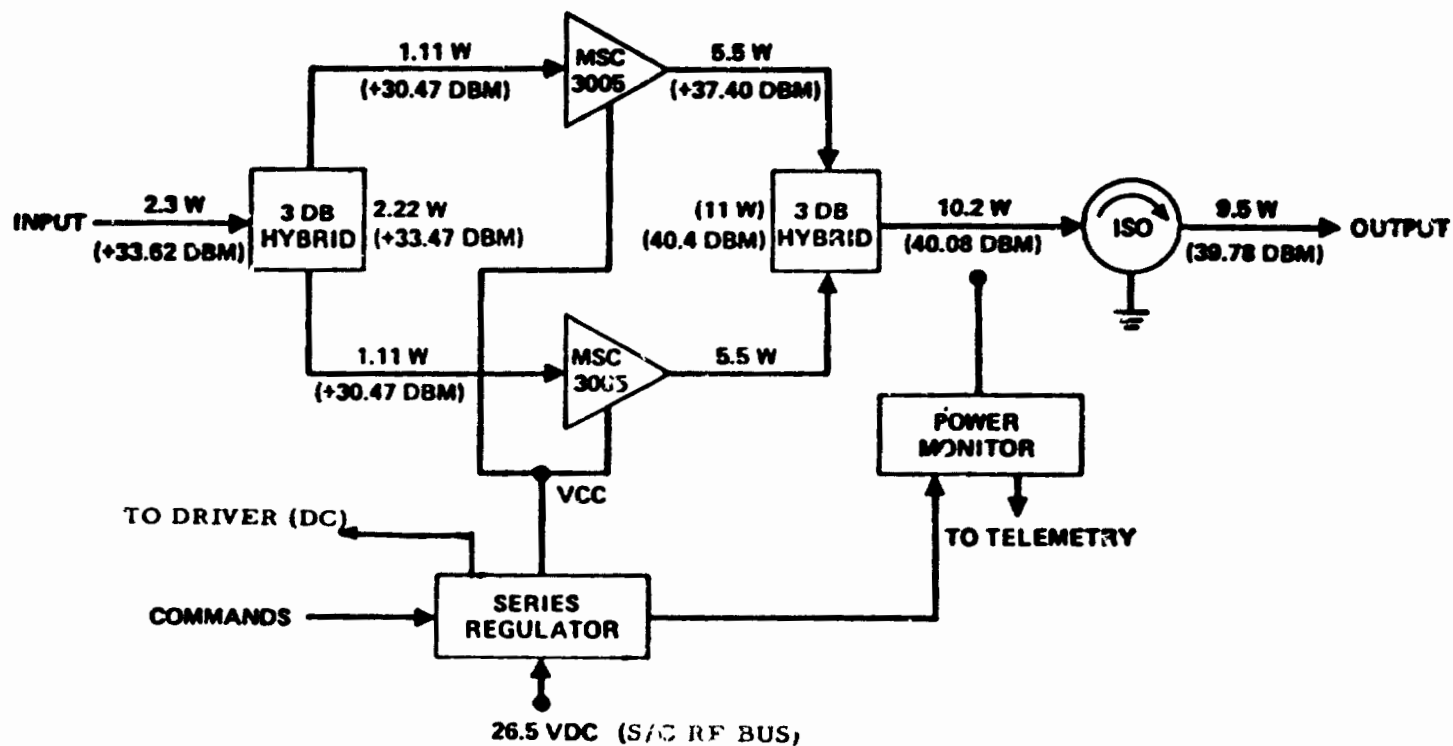 1.11 W
(+30.47 DBM)
MSC
3005
5.5 W
(+37.40 DBM)
INPUT
2.3 W
(+33.62 DBM)
3 DB
HYBRID
2.22 W
(+33.47 DBM)
(11 W)
(40.4 DBM)
3 DB
HYBRID
10.2 W
(40.08 DBM)
ISO
9.5 W
(39.78 DBM)
OUTPUT
1.11 W
(+30.47 DBM)
MSC
3005
5.5 W
POWER
MONITOR
VCC
TO DRIVER (DC)
TO TELEMETRY
COMMANDS
SERIES
REGULATOR
26.5 VDC (S/C RF BUS)